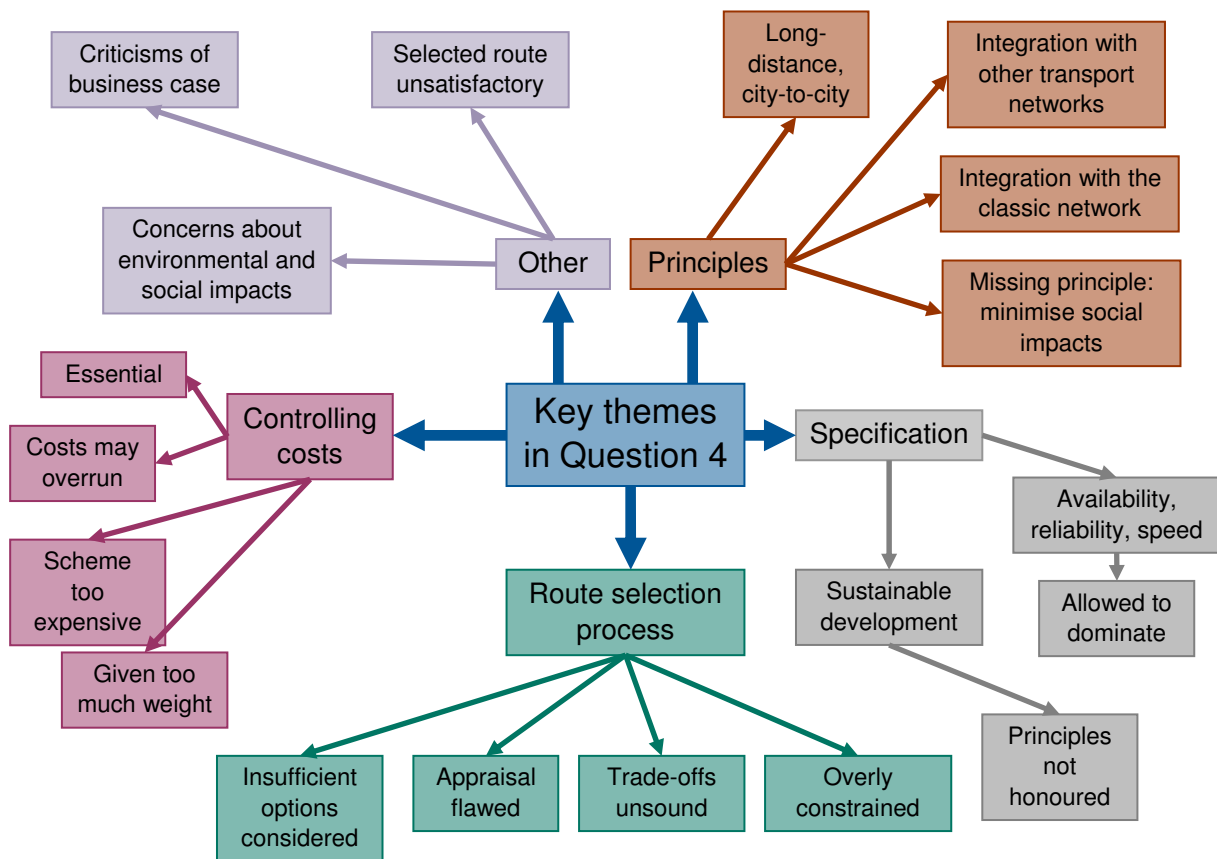 Criticisms of
business case
Selected route
unsatisfactory
Concerns about
environmental and
social impacts
Other
Long-
distance,
city-to-city
Integration with
other transport
networks
Integration with the
classic network
Missing principle:
minimise social
impacts
Principles
Key themes
in Question 4
Essential
Costs may
overrun
Scheme
too
expensive
Given too
much weight
Controlling
costs
Specification
Availability,
reliability, speed
Allowed to
dominate
Sustainable
development
Principles
not
honoured
Route selection
process
Insufficient
options
considered
Appraisal
flawed
Trade-offs
unsound
Overly
constrained